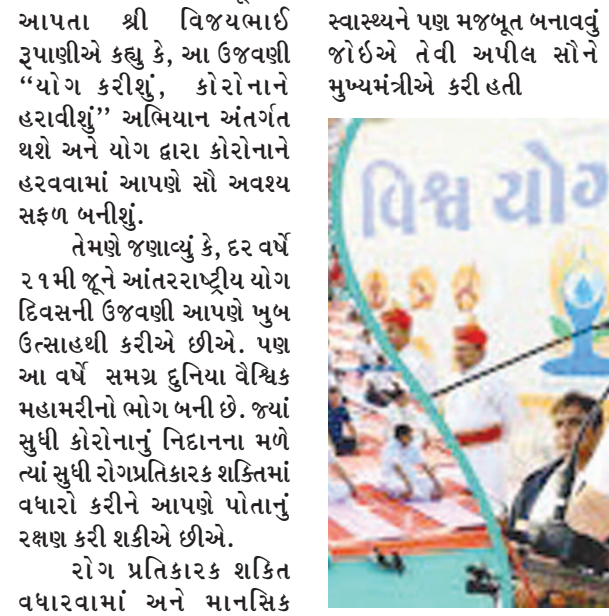 આપતા શ્રી વિજયભાઈ
રૂપાણીએ કહ્યુ કે, આ ઉજવણી
“યોગ કરીશું, કોરોનાને
હરાવીશું’’ અભિયાન અંતર્ગત
થશે અને યોગ દ્વારા કોરોનાને
હરવવામાં આપણે સૌ અવશ્ય
સફળ બનીશું.
તેમણે જણાવ્યું કે, દર વર્ષે
૨૧મી જૂને આંતરરાષ્ટ્રીય યોગ
દિવસની ઉજવણી આપણે ખુબ
ઉત્સાહથી કરીએ છીએ. પણ
આ વર્ષે સમગ્ર દુનિયા વૈશ્વિક
મહામરીનો ભોગ બની છે. જ્યાં
સુધી કોરોનાનું નિદાનના મળે
ત્યાં સુધી રોગપ્રતિકારક શક્તિમાં
વધારો કરીને આપણે પોતાનું
રક્ષણ કરી શકીએ છીએ.
રોગ પ્રતિકારક શકિત
વધારવામાં અને માનસિક
સ્વાસ્થ્યને પણ મજબૂત બનાવવું
જોઇએ તેવી અપીલ સૌને
મુખ્યમંત્રીએ કરી હતી
વિશ્વ યોગ